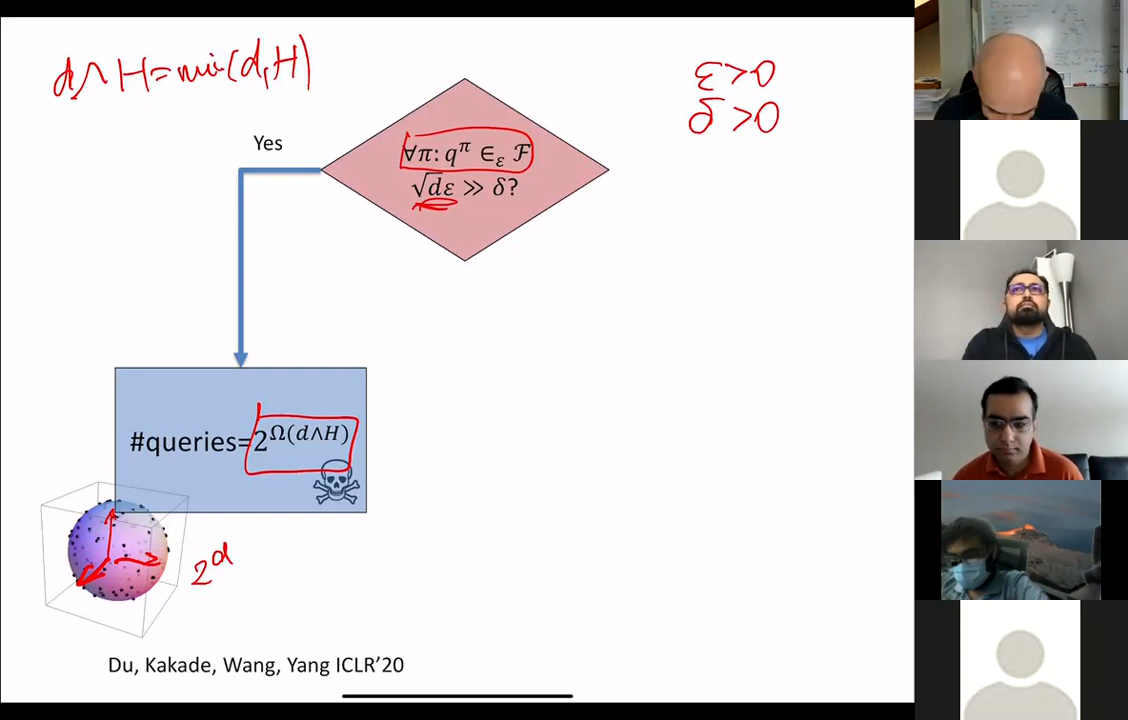 d∧H=min(d,H)
ε>0
δ>0
Yes
∀π: q^π ∈_ε ℱ
√dε ≫ δ?
#queries=2^Ω(d∧H)
2^d
Du, Kakade, Wang, Yang ICLR'20